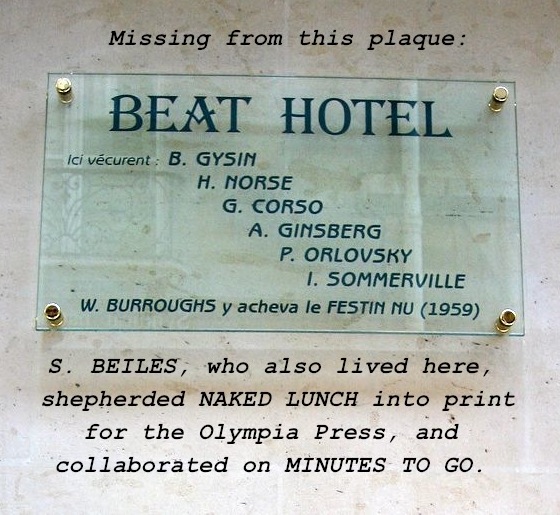 Missing from this plaque:
BEAT HOTEL
Ici vécurent : B. GYSIN
H. NORSE
G. CORSO
A. GINSBERG
P. ORLOVSKY
I. SOMMERVILLE
W. BURROUGHS y acheva le FESTIN NU (1959)
S. BEILES, who also lived here,
shepherded NAKED LUNCH into print
for the Olympia Press, and
collaborated on MINUTES TO GO.